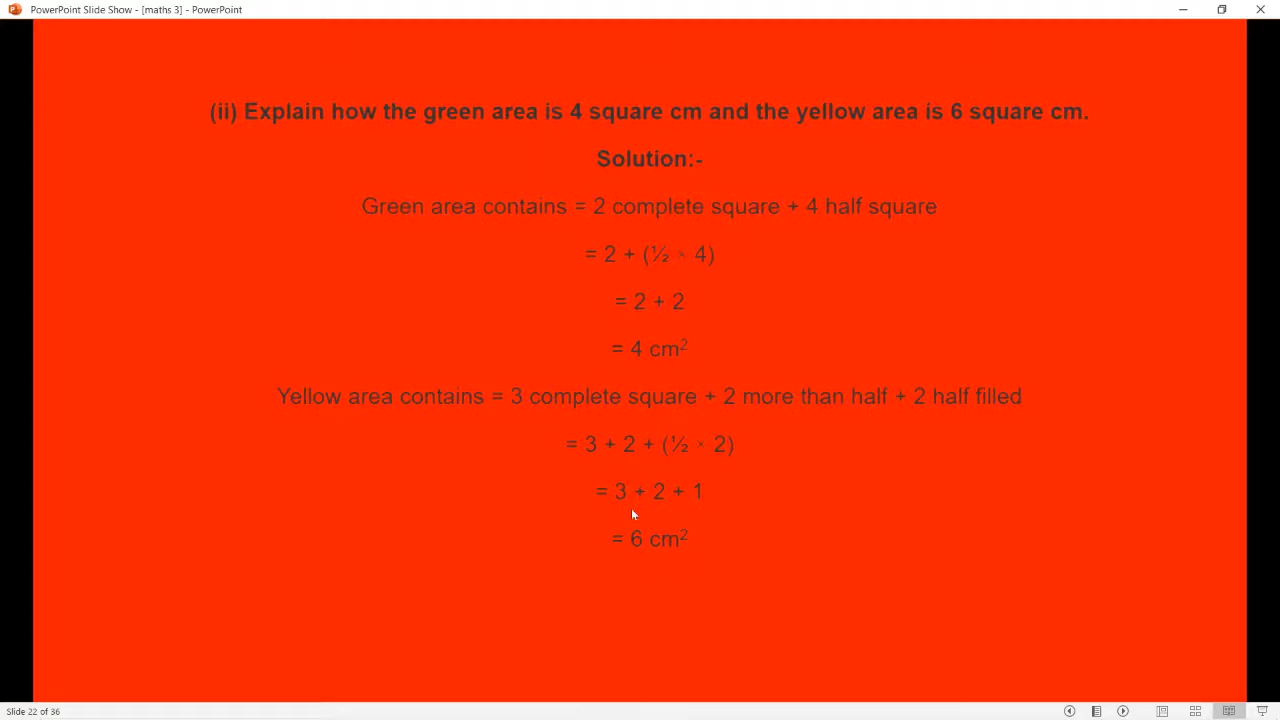 PowerPoint Slide Show - [maths 3] - PowerPoint
(ii) Explain how the green area is 4 square cm and the yellow area is 6 square cm.
Solution:-
Green area contains = 2 complete square + 4 half square
= 2 + (½ × 4)
= 2 + 2
= 4 cm²
Yellow area contains = 3 complete square + 2 more than half + 2 half filled
= 3 + 2 + (½ × 2)
= 3 + 2 + 1
= 6 cm²
Slide 22 of 36